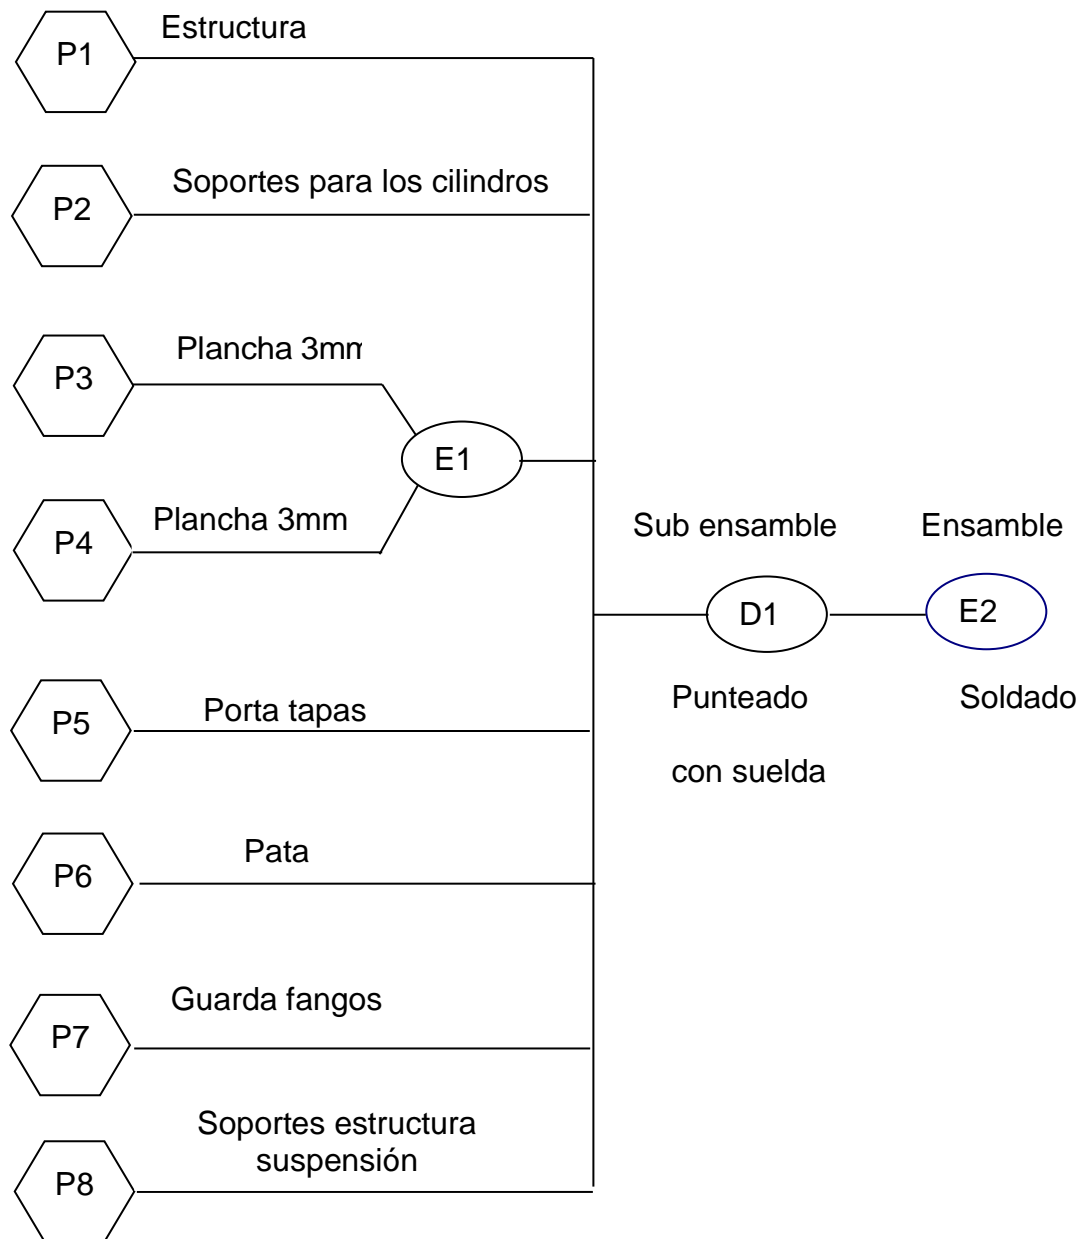 Estructura
P1
Soportes para los cilindros
P2
Plancha 3mm
P3
E1
Plancha 3mm
P4
Sub ensamble
Ensamble
D1
E2
Punteado
Soldado
con suelda
Porta tapas
P5
Pata
P6
Guarda fangos
P7
Soportes estructura
suspensión
P8